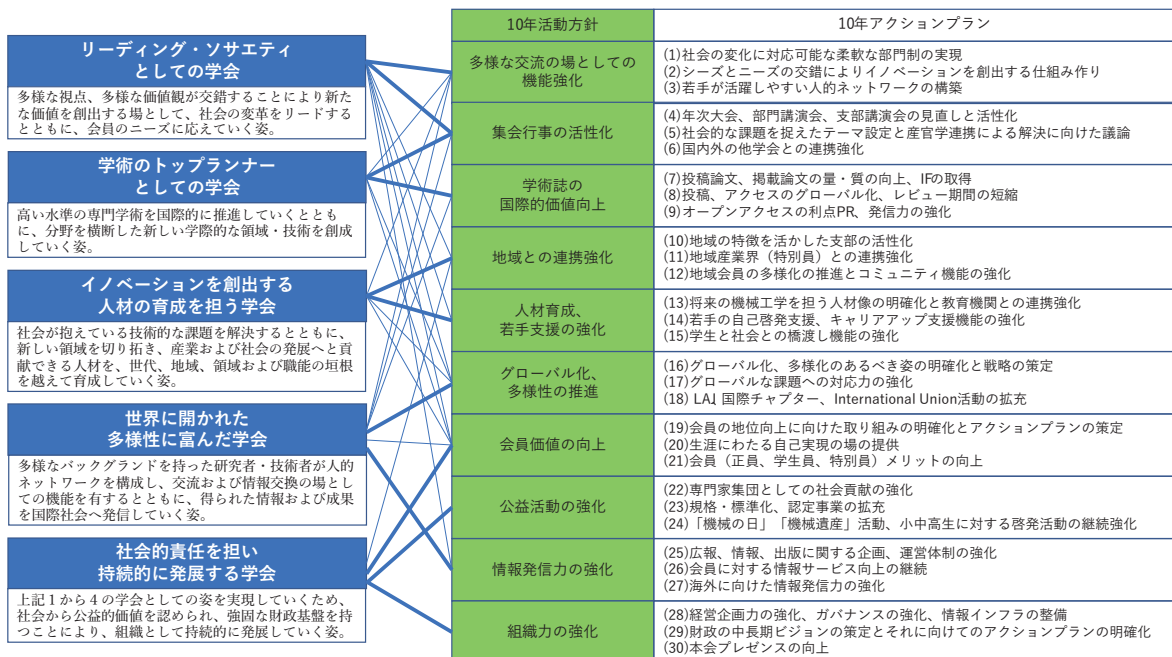 リーディング・ソサエティ
としての学会
多様な視点、多様な価値観が交錯することにより新た
な価値を創出する場として、社会の変革をリードする
とともに、会員のニーズに応えていく姿。
学術のトップランナー
としての学会
高い水準の専門学術を国際的に推進していくととも
に、分野を横断した新しい学際的な領域・技術を創成
していく姿。
イノベーションを創出する
人材の育成を担う学会
社会が抱えている技術的な課題を解決するとともに、
新しい領域を切り拓き、産業および社会の発展へと貢
献できる人材を、世代、地域、領域および職能の垣根
を越えて育成していく姿。
世界に開かれた
多様性に富んだ学会
多様なバックグランドを持った研究者・技術者が人的
ネットワークを構成し、交流および情報交換の場とし
ての機能を有するとともに、得られた情報および成果
を国際社会へ発信していく姿。
社会的責任を担い
持続的に発展する学会
上記１から４の学会としての姿を実現していくため、
社会から公益的価値を認められ、強固な財政基盤を持
つことにより、組織として持続的に発展していく姿。
10年活動方針
10年アクションプラン
多様な交流の場としての
機能強化
(1)社会の変化に対応可能な柔軟な部門制の実現
(2)シーズとニーズの交錯によりイノベーションを創出する仕組み作り
(3)若手が活躍しやすい人的ネットワークの構築
集会行事の活性化
(4)年次大会、部門講演会、支部講演会の見直しと活性化
(5)社会的な課題を捉えたテーマ設定と産官学連携による解決に向けた議論
(6)国内外の他学会との連携強化
学術誌の
国際的価値向上
(7)投稿論文、掲載論文の量・質の向上、IFの取得
(8)投稿、アクセスのグローバル化、レビュー期間の短縮
(9)オープンアクセスの利点PR、発信力の強化
地域との連携強化
(10)地域の特徴を活かした支部の活性化
(11)地域産業界（特別員）との連携強化
(12)地域会員の多様化の推進とコミュニティ機能の強化
人材育成、
若手支援の強化
(13)将来の機械工学を担う人材像の明確化と教育機関との連携強化
(14)若手の自己啓発支援、キャリアアップ支援機能の強化
(15)学生と社会との橋渡し機能の強化
グローバル化、
多様性の推進
(16)グローバル化、多様化のあるべき姿の明確化と戦略の策定
(17)グローバルな課題への対応力の強化
(18) LAJ、国際チャプター、International Union活動の拡充
会員価値の向上
(19)会員の地位向上に向けた取り組みの明確化とアクションプランの策定
(20)生涯にわたる自己実現の場の提供
(21)会員（正員、学生員、特別員）メリットの向上
公益活動の強化
(22)専門家集団としての社会貢献の強化
(23)規格・標準化、認定事業の拡充
(24)「機械の日」「機械遺産」活動、小中高生に対する啓発活動の継続強化
情報発信力の強化
(25)広報、情報、出版に関する企画、運営体制の強化
(26)会員に対する情報サービス向上の継続
(27)海外に向けた情報発信力の強化
組織力の強化
(28)経営企画力の強化、ガバナンスの強化、情報インフラの整備
(29)財政の中長期ビジョンの策定とそれに向けてのアクションプランの明確化
(30)本会プレゼンスの向上